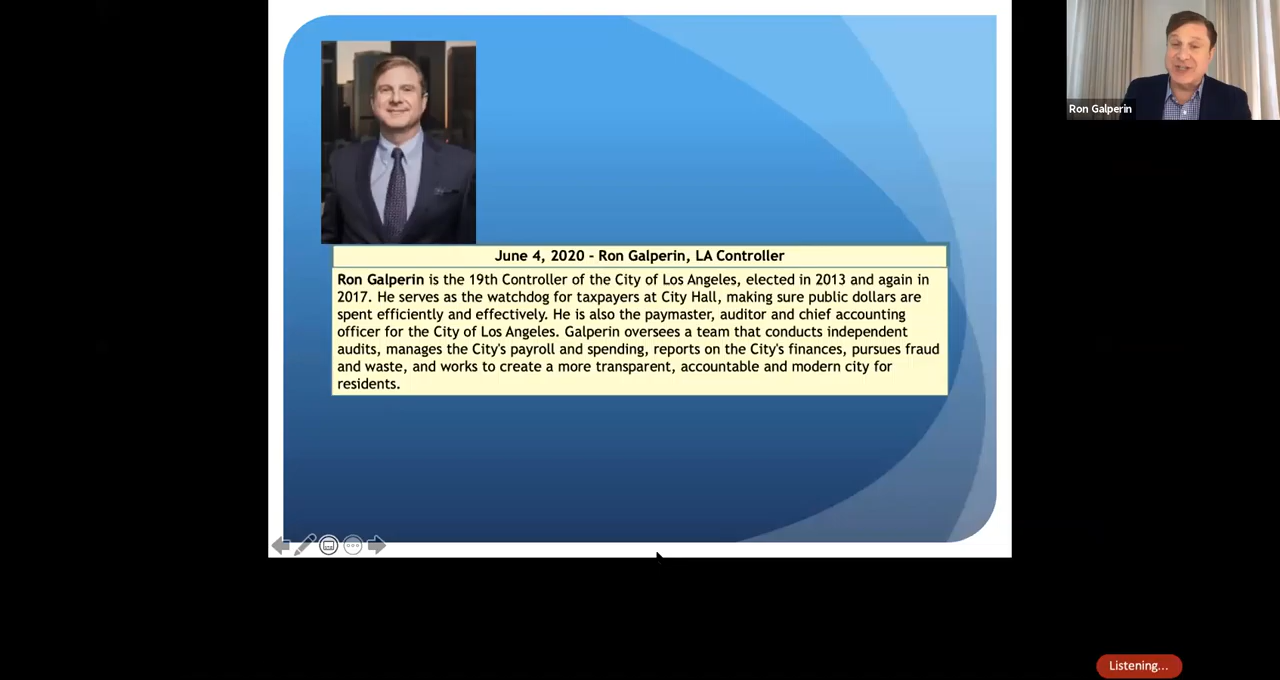 Ron Galperin
June 4, 2020 - Ron Galperin, LA Controller
Ron Galperin is the 19th Controller of the City of Los Angeles, elected in 2013 and again in
2017. He serves as the watchdog for taxpayers at City Hall, making sure public dollars are
spent efficiently and effectively. He is also the paymaster, auditor and chief accounting
officer for the City of Los Angeles. Galperin oversees a team that conducts independent
audits, manages the City's payroll and spending, reports on the City's finances, pursues fraud
and waste, and works to create a more transparent, accountable and modern city for
residents.
Listening...